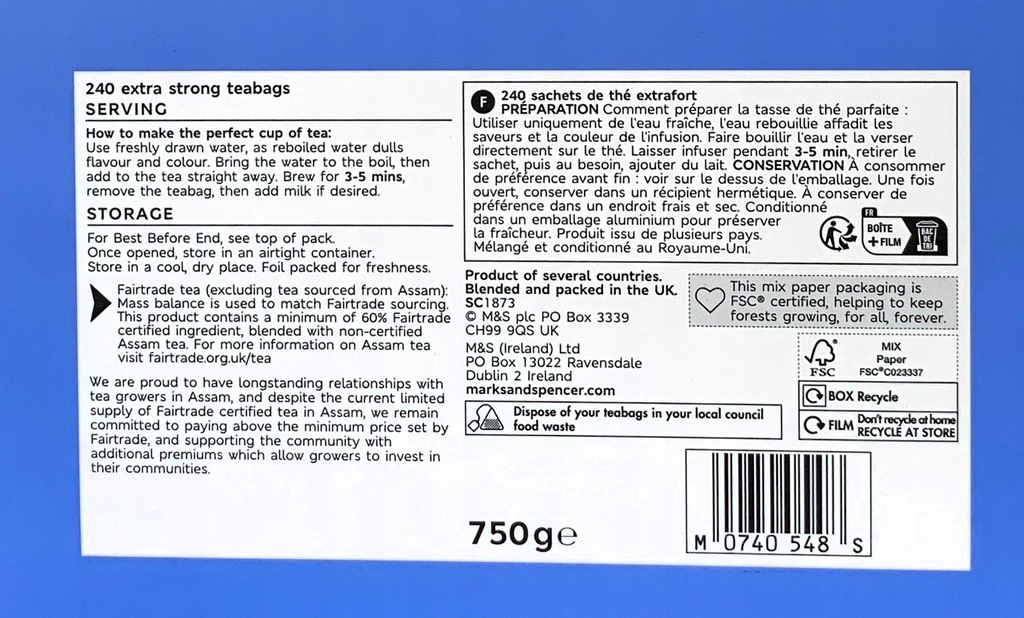 240 extra strong teabags
SERVING
How to make the perfect cup of tea:
Use freshly drawn water, as reboiled water dulls
flavour and colour. Bring the water to the boil, then
add to the tea straight away. Brew for 3-5 mins,
remove the teabag, then add milk if desired.
STORAGE
For Best Before End, see top of pack.
Once opened, store in an airtight container.
Store in a cool, dry place. Foil packed for freshness.
Fairtrade tea (excluding tea sourced from Assam):
Mass balance is used to match Fairtrade sourcing.
This product contains a minimum of 60% Fairtrade
certified ingredient, blended with non-certified
Assam tea. For more information on Assam tea
visit fairtrade.org.uk/tea
We are proud to have longstanding relationships with
tea growers in Assam, and despite the current limited
supply of Fairtrade certified tea in Assam, we remain
committed to paying above the minimum price set by
Fairtrade, and supporting the community with
additional premiums which allow growers to invest in
their communities.
F
240 sachets de thé extrafort
PRÉPARATION Comment préparer la tasse de thé parfaite :
Utiliser uniquement de l'eau fraîche, l'eau rebouillie affadit les
saveurs et la couleur de l'infusion. Faire bouillir l'eau et la verser
directement sur le thé. Laisser infuser pendant 3-5 min, retirer le
sachet, puis au besoin, ajouter du lait. CONSERVATION À consommer
de préférence avant fin : voir sur le dessus de l'emballage. Une fois
ouvert, conserver dans un récipient hermétique. À conserver de
préférence dans un endroit frais et sec. Conditionné
dans un emballage aluminium pour préserver
la fraîcheur. Produit issu de plusieurs pays.
Mélangé et conditionné au Royaume-Uni.
FR
BOÎTE
+ FILM
BAC
DE
TRI
Product of several countries.
Blended and packed in the UK.
SC1873
© M&S plc PO Box 3339
CH99 9QS UK
M&S (Ireland) Ltd
PO Box 13022 Ravensdale
Dublin 2 Ireland
marksandspencer.com
Dispose of your teabags in your local council
food waste
This mix paper packaging is
FSC® certified, helping to keep
forests growing, for all, forever.
FSC
MIX
Paper
FSC®C023337
BOX Recycle
FILM Don't recycle at home
RECYCLE AT STORE
750g℮
M 0740 548 S